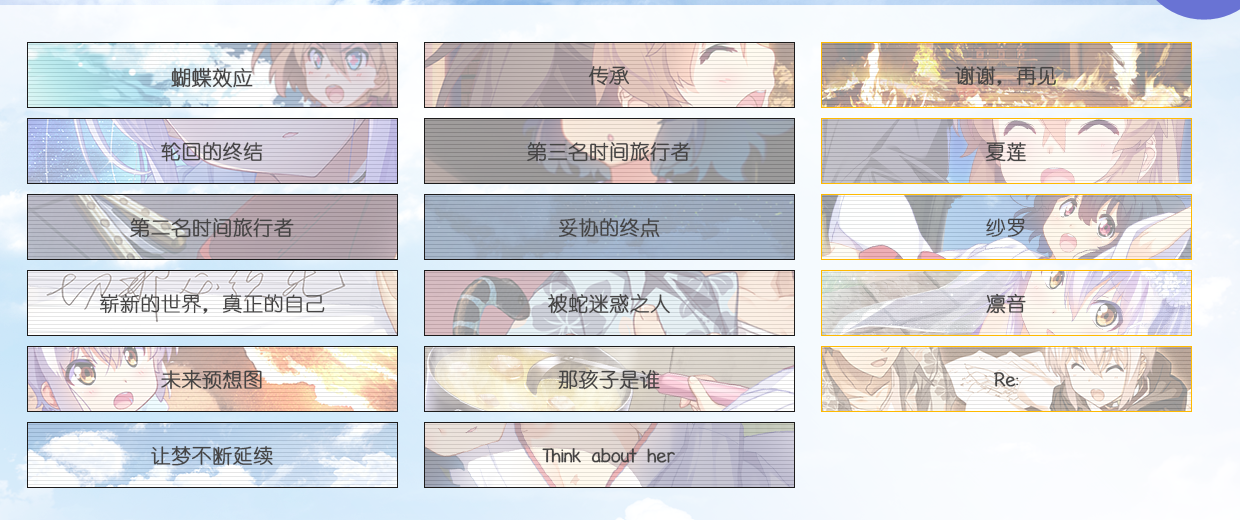 蝴蝶效应
轮回的终结
第二名时间旅行者
崭新的世界，真正的自己
未来预想图
让梦不断延续
传承
第三名时间旅行者
妥协的终点
被蛇迷惑之人
那孩子是谁
Think about her
谢谢，再见
夏莲
纱罗
凛音
Re: